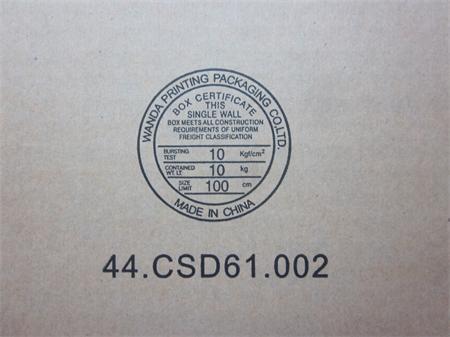 WANDA PRINTING PACKAGING CO.LTD.
BOX CERTIFICATE
THIS
SINGLE WALL
BOX MEETS ALL CONSTRUCTION
REQUIREMENTS OF UNIFORM
FREIGHT CLASSIFICATION
BURSTING TEST 10 Kgf/cm²
CONTAINED WT. LT. 10 kg
SIZE LIMIT 100 cm
MADE IN CHINA
44.CSD61.002